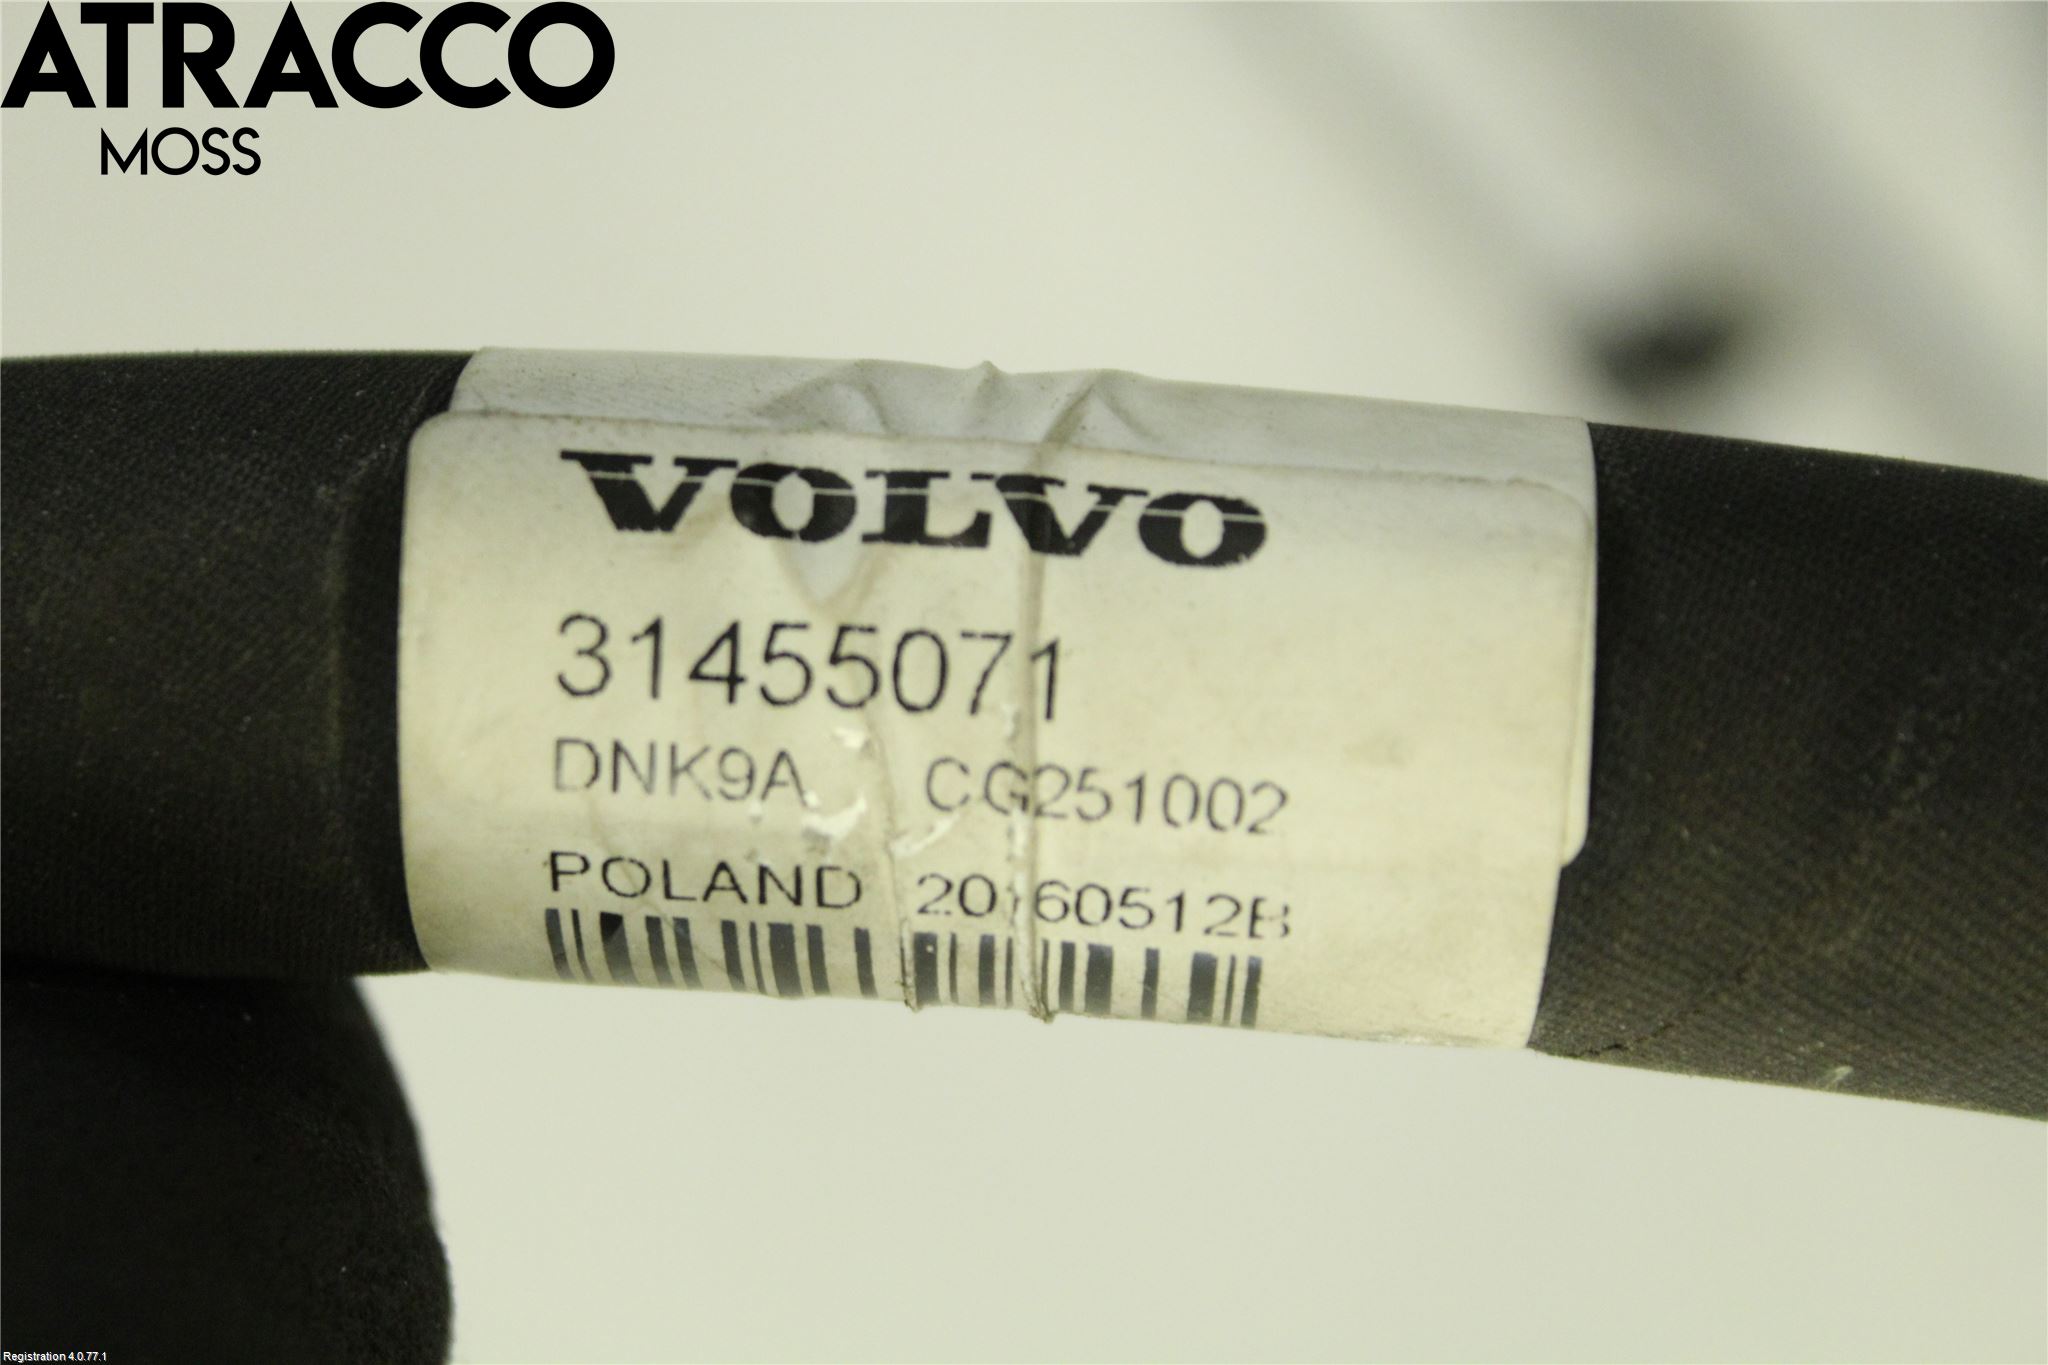 ATRACCO
MOSS
VOLVO
31455071
DNK9A CG251002
POLAND 20160512B
Registration 4.0.77.1